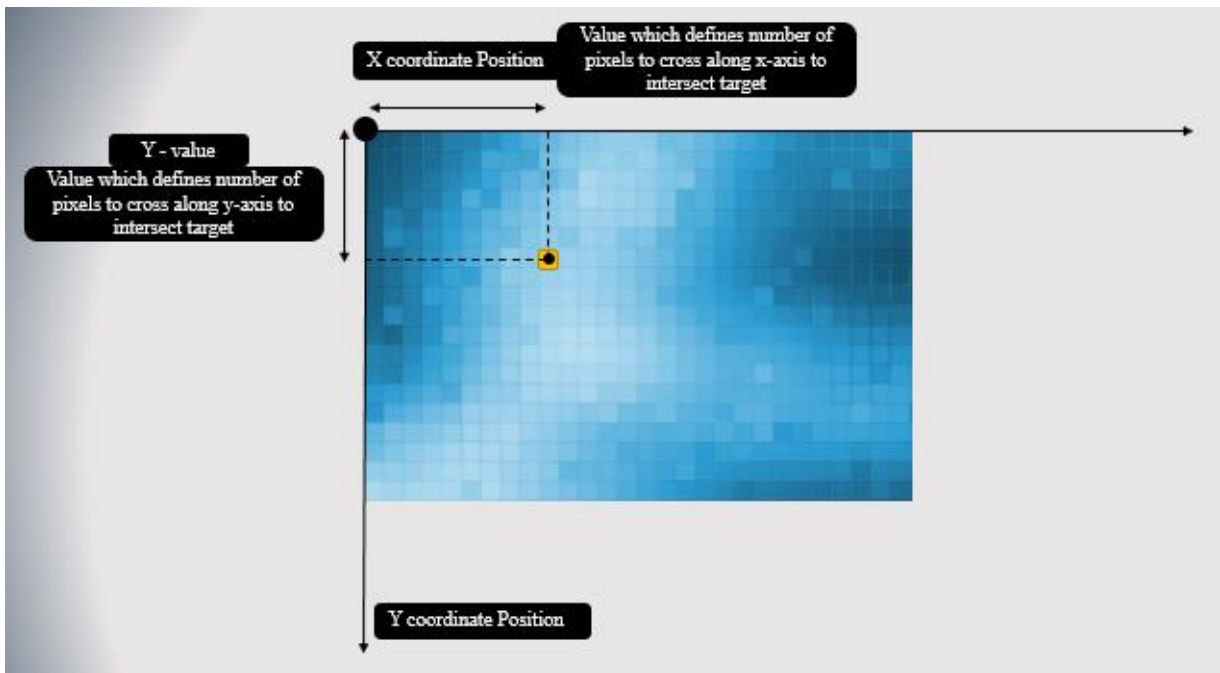 X coordinate Position
Value which defines number of
pixels to cross along x-axis to
intersect target
Y - value
Value which defines number of
pixels to cross along y-axis to
intersect target
Y coordinate Position